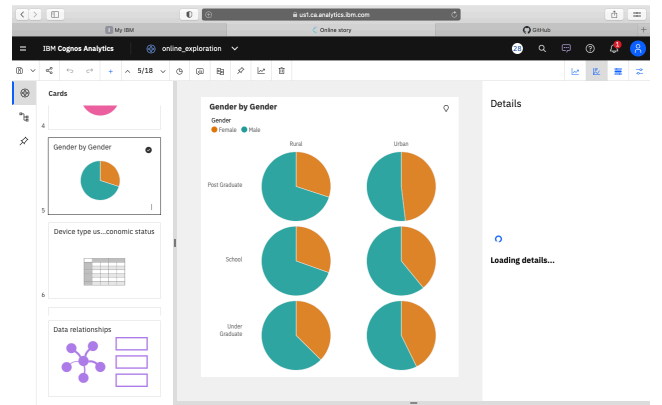 us1.ca.analytics.ibm.com
My IBM
Online story
GitHub
IBM Cognos Analytics
online_exploration
28
1
5/18
Cards
4
Gender by Gender
5
Device type us...conomic status
6
Data relationships
Gender by Gender
Gender
Female Male
Rural Urban
Post Graduate
School
Under
Graduate
Details
Loading details...